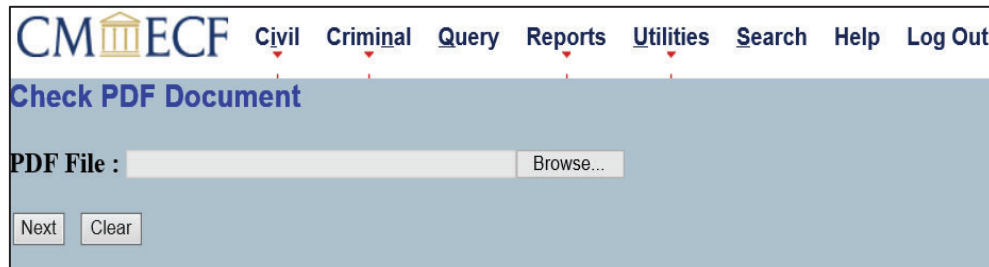 CM ECF Civil Criminal Query Reports Utilities Search Help Log Out
Check PDF Document
PDF File : Browse...
Next Clear